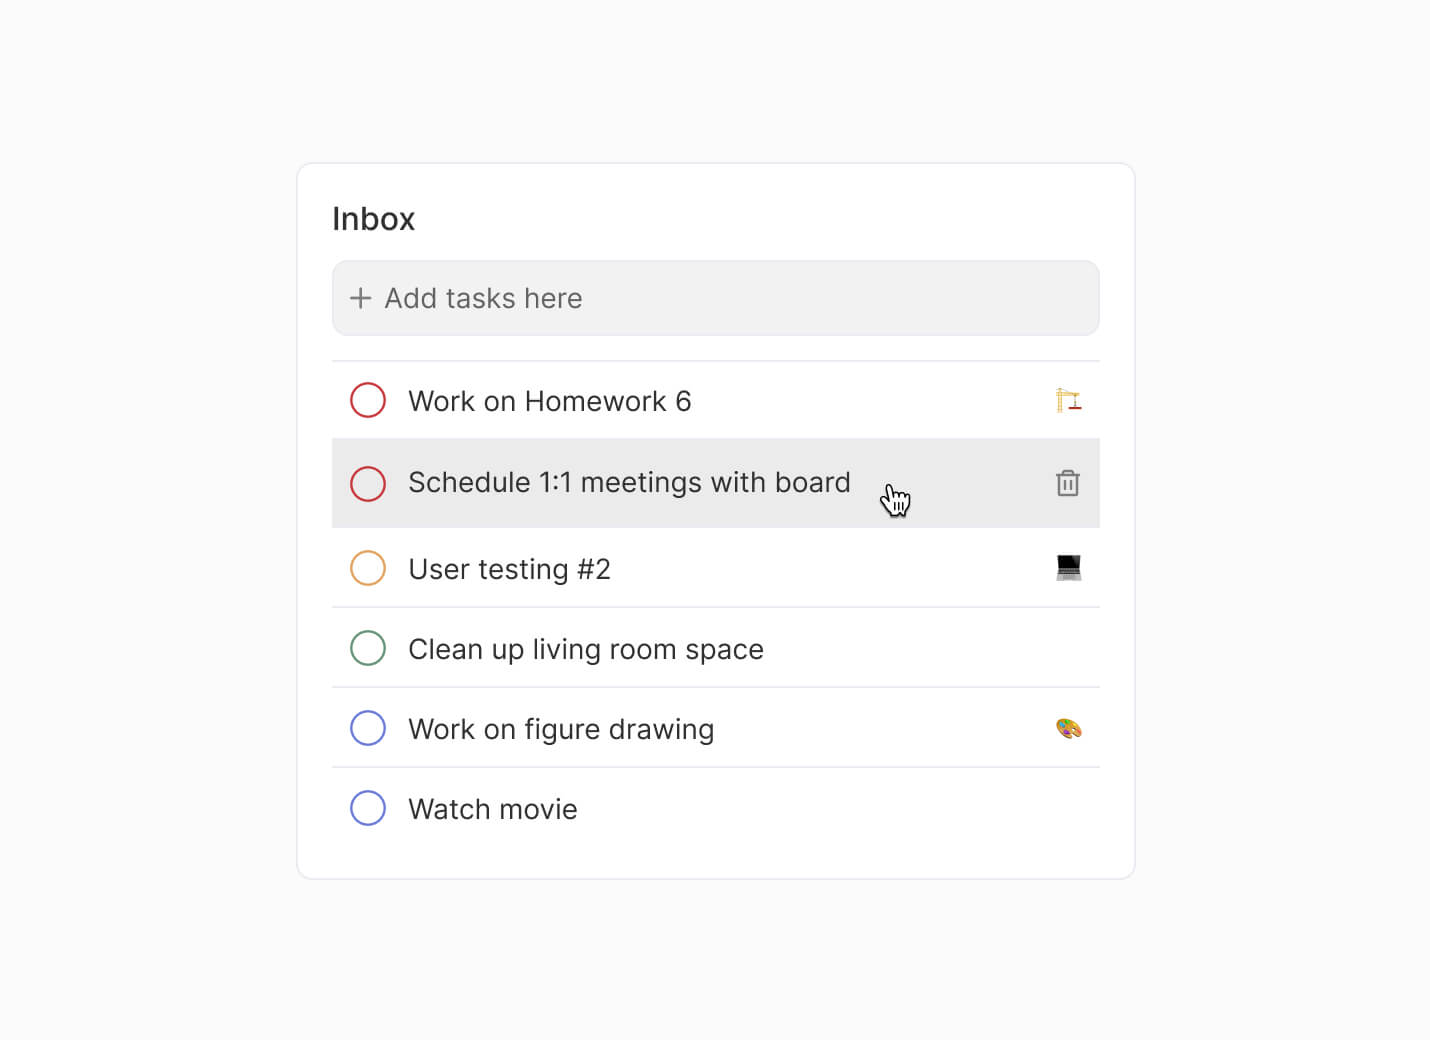 Inbox
+ Add tasks here
Work on Homework 6
Schedule 1:1 meetings with board
User testing #2
Clean up living room space
Work on figure drawing
Watch movie